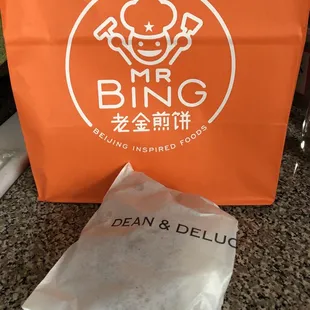 MR
BING
老金煎饼
BEIJING INSPIRED FOODS
DEAN & DELUC